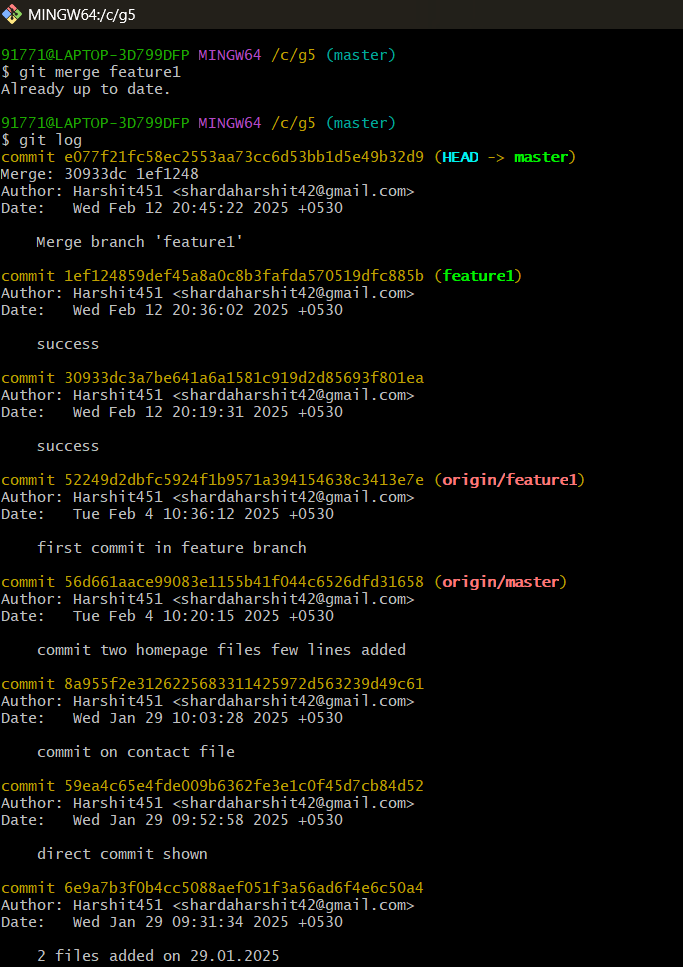 MINGW64:/c/g5
91771@LAPTOP-3D799DFP MINGW64 /c/g5 (master)
$ git merge feature1
Already up to date.
91771@LAPTOP-3D799DFP MINGW64 /c/g5 (master)
$ git log
commit e077f21fc58ec2553aa73cc6d53bb1d5e49b32d9 (HEAD -> master)
Merge: 30933dc 1ef1248
Author: Harshit451 <shardaharshit42@gmail.com>
Date:   Wed Feb 12 20:45:22 2025 +0530
    Merge branch 'feature1'
commit 1ef124859def45a8a0c8b3fafda570519dfc885b (feature1)
Author: Harshit451 <shardaharshit42@gmail.com>
Date:   Wed Feb 12 20:36:02 2025 +0530
    success
commit 30933dc3a7be641a6a1581c919d2d85693f801ea
Author: Harshit451 <shardaharshit42@gmail.com>
Date:   Wed Feb 12 20:19:31 2025 +0530
    success
commit 52249d2dbfc5924f1b9571a394154638c3413e7e (origin/feature1)
Author: Harshit451 <shardaharshit42@gmail.com>
Date:   Tue Feb 4 10:36:12 2025 +0530
    first commit in feature branch
commit 56d661aace99083e1155b41f044c6526dfd31658 (origin/master)
Author: Harshit451 <shardaharshit42@gmail.com>
Date:   Tue Feb 4 10:20:15 2025 +0530
    commit two homepage files few lines added
commit 8a955f2e3126225683311425972d563239d49c61
Author: Harshit451 <shardaharshit42@gmail.com>
Date:   Wed Jan 29 10:03:28 2025 +0530
    commit on contact file
commit 59ea4c65e4fde009b6362fe3e1c0f45d7cb84d52
Author: Harshit451 <shardaharshit42@gmail.com>
Date:   Wed Jan 29 09:52:58 2025 +0530
    direct commit shown
commit 6e9a7b3f0b4cc5088aef051f3a56ad6f4e6c50a4
Author: Harshit451 <shardaharshit42@gmail.com>
Date:   Wed Jan 29 09:31:34 2025 +0530
    2 files added on 29.01.2025